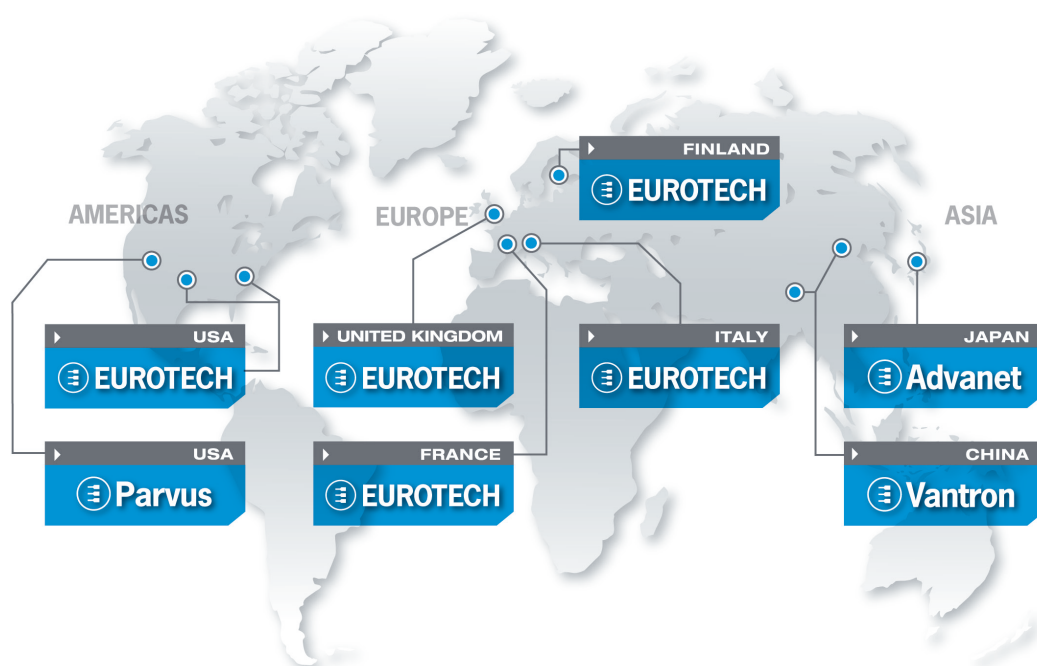 FINLAND
EUROTECH
AMERICAS
EUROPE
ASIA
USA
EUROTECH
UNITED KINGDOM
EUROTECH
ITALY
EUROTECH
JAPAN
Advanet
USA
Parvus
FRANCE
EUROTECH
CHINA
Vantron